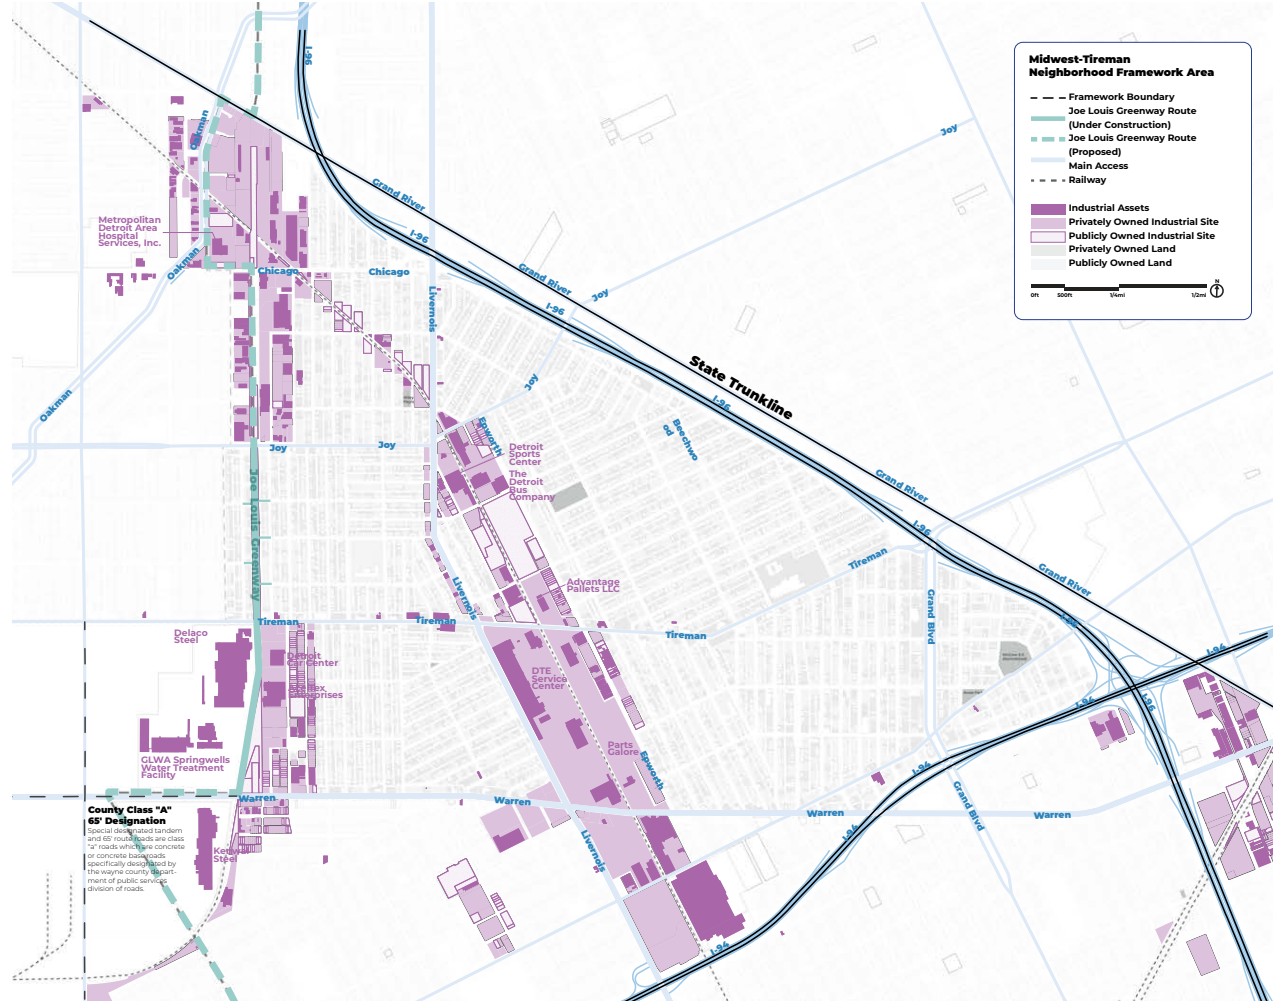 Midwest-Tireman
Neighborhood Framework Area
Framework Boundary
Joe Louis Greenway Route
(Under Construction)
Joe Louis Greenway Route
(Proposed)
Main Access
Railway
Industrial Assets
Privately Owned Industrial Site
Publicly Owned Industrial Site
Privately Owned Land
Publicly Owned Land
N
0ft
500ft
1/4mi
1/2mi
I-96
Oakman
Grand River
Joy
Metropolitan
Detroit Area
Hospital
Services, Inc.
I-96
Oakman
Chicago
Chicago
Grand River
Joy
Livernois
I-96
State Trunkline
Joy
I-96
Oakman
Epworth
Beechwo
od
Joy
Joy
Detroit
Sports
Center
The
Detroit
Bus
Company
Grand River
Joe Louis Greenway
I-96
Tireman
Grand River
Livernois
Advantage
Pallets LLC
Grand Blvd
Tireman
Tireman
Tireman
I-96
Delaco
Steel
Detroit
Car Center
Enterprises
DTE
Service
Center
I-94
I-94
I-96
Parts
Galore
Epworth
GLWA Springwells
Water Treatment
Facility
I-94
Grand Blvd
Warren
Warren
Warren
Warren
County Class "A"
65' Designation
Special designated tandem
and 65' route roads are class
"a" roads which are concrete
or concrete base roads
specifically designated by
the wayne county depart-
ment of public services
division of roads.
Steel
Livernois
I-94
I-94